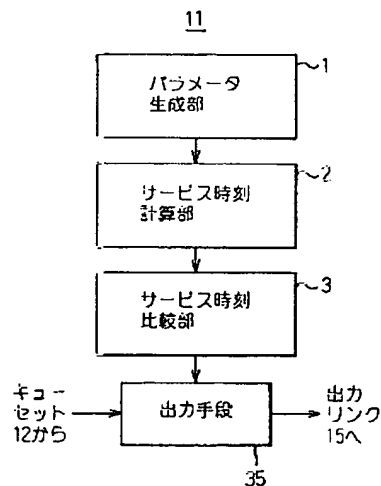 11
1
パラメータ
生成部
2
サービス時刻
計算部
3
サービス時刻
比較部
キュー
セット
12から
出力手段
出力
リンク
15へ
35